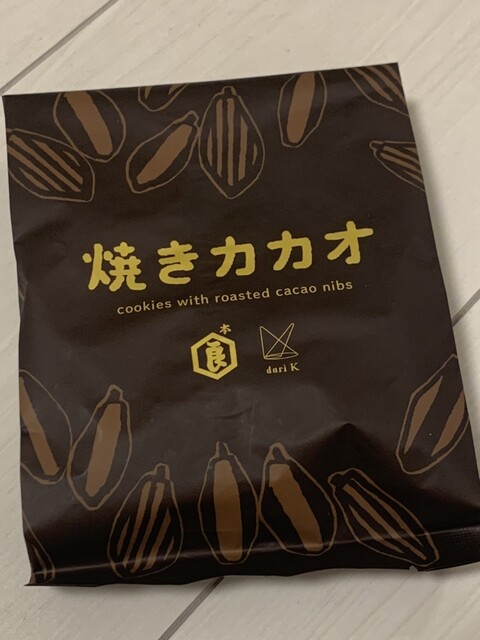 焼きカカオ
cookies with roasted cacao nibs
本
良
dari K